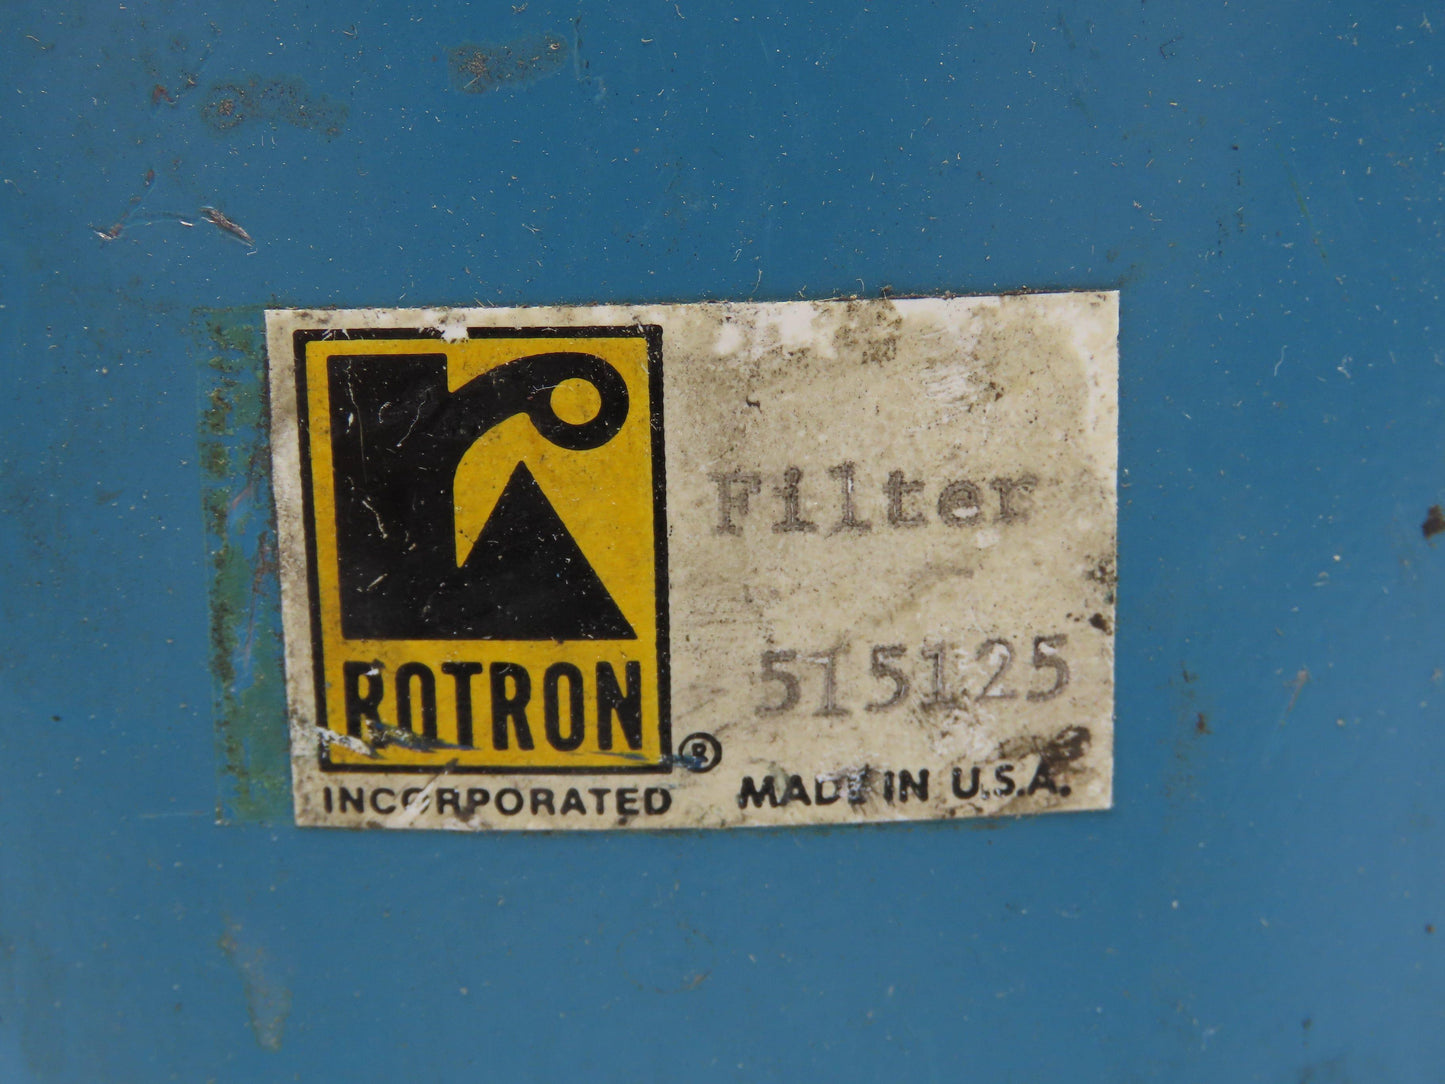 Filter
515125
ROTRON ®
INCORPORATED
MADE IN U.S.A.